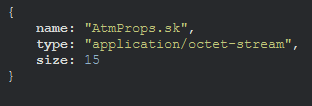 {
name: "AtmProps.sk",
type: "application/octet-stream",
size: 15
}